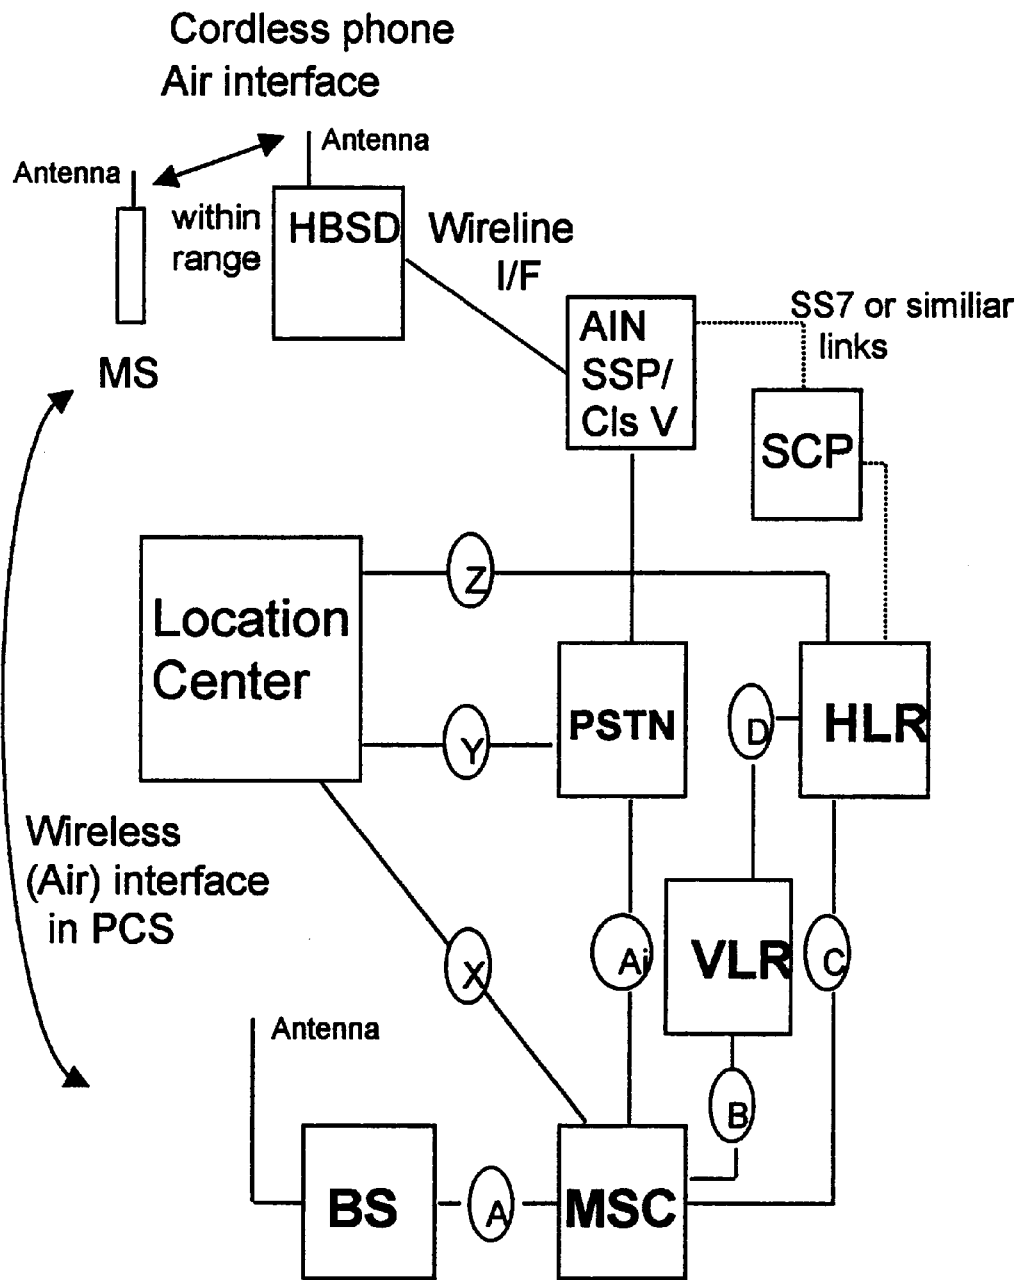 Cordless phone
Air interface
Antenna
Antenna
within
range
HBSD
Wireline
I/F
MS
AIN
SSP/
Cls V
SS7 or similiar
links
SCP
Z
Location
Center
Y
PSTN
D
HLR
Wireless
(Air) interface
in PCS
X
Ai
VLR
C
Antenna
B
BS
A
MSC